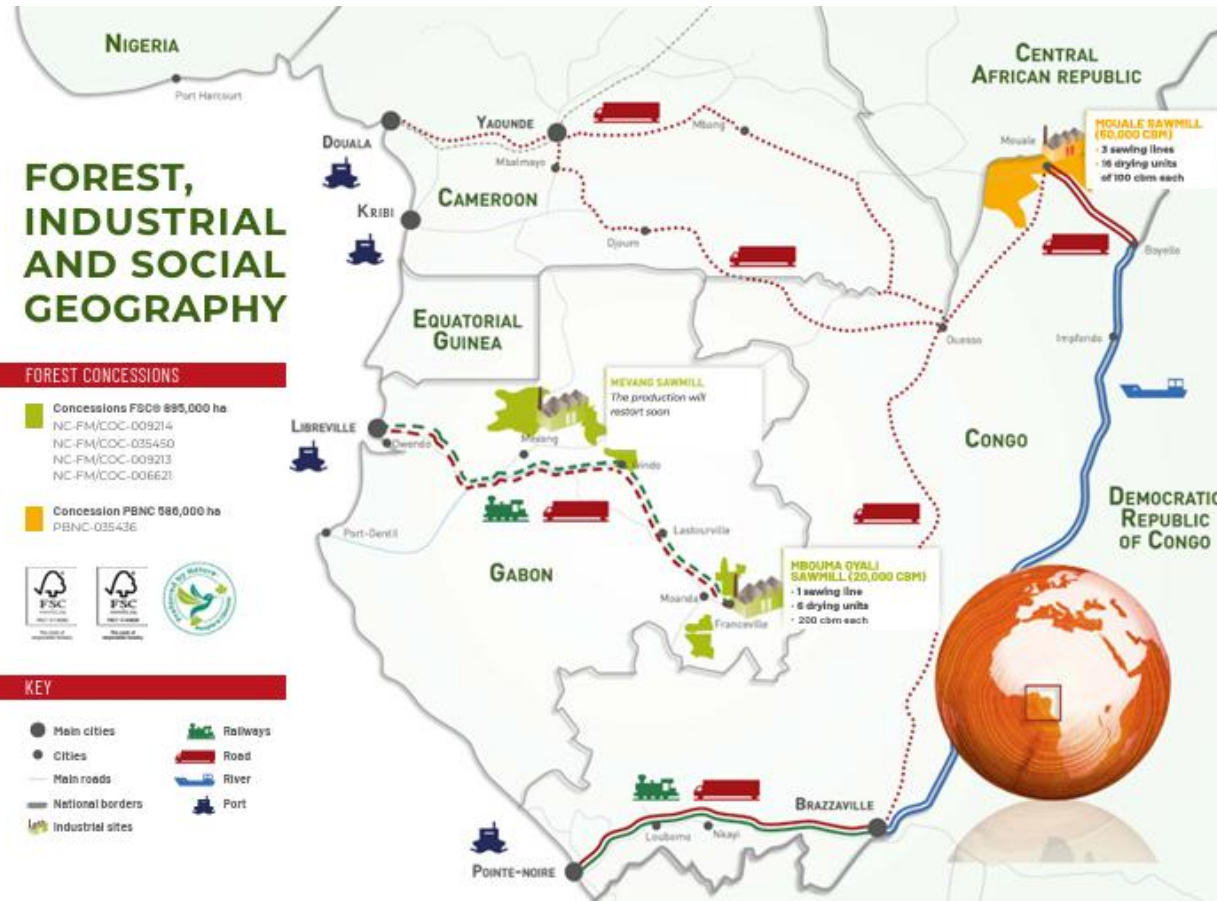 NIGERIA
Port Harcourt
CENTRAL
AFRICAN REPUBLIC
FOREST,
INDUSTRIAL
AND SOCIAL
GEOGRAPHY
DOUALA
YAOUNDE
Mbalmayo
Mbang
KRIBI
CAMEROON
Djoum
Mouale
MOUALE SAWMILL
(50,000 CBM)
· 3 sawing lines
· 16 drying units
of 100 cbm each
Boyelle
EQUATORIAL
GUINEA
Ouesso
Impfondo
FOREST CONCESSIONS
Concessions FSC® 895,000 ha
NC-FM/COC-009214
NC-FM/COC-035450
NC-FM/COC-009213
NC-FM/COC-006621
Concession PBNC 586,000 ha
PBNC-035436
FSC
FSC
LIBREVILLE
Owendo
Mevang
MEVANG SAWMILL
The production will
restart soon
CONGO
DEMOCRATIC
REPUBLIC
OF CONGO
Port-Gentil
Lastourville
GABON
Moanda
Franceville
MBOUMA OYALI
SAWMILL (20,000 CBM)
· 1 sawing line
· 6 drying units
· 200 cbm each
KEY
Main cities
Cities
Main roads
National borders
Industrial sites
Railways
Road
River
Port
BRAZZAVILLE
Loubomo
Nkayi
POINTE-NOIRE